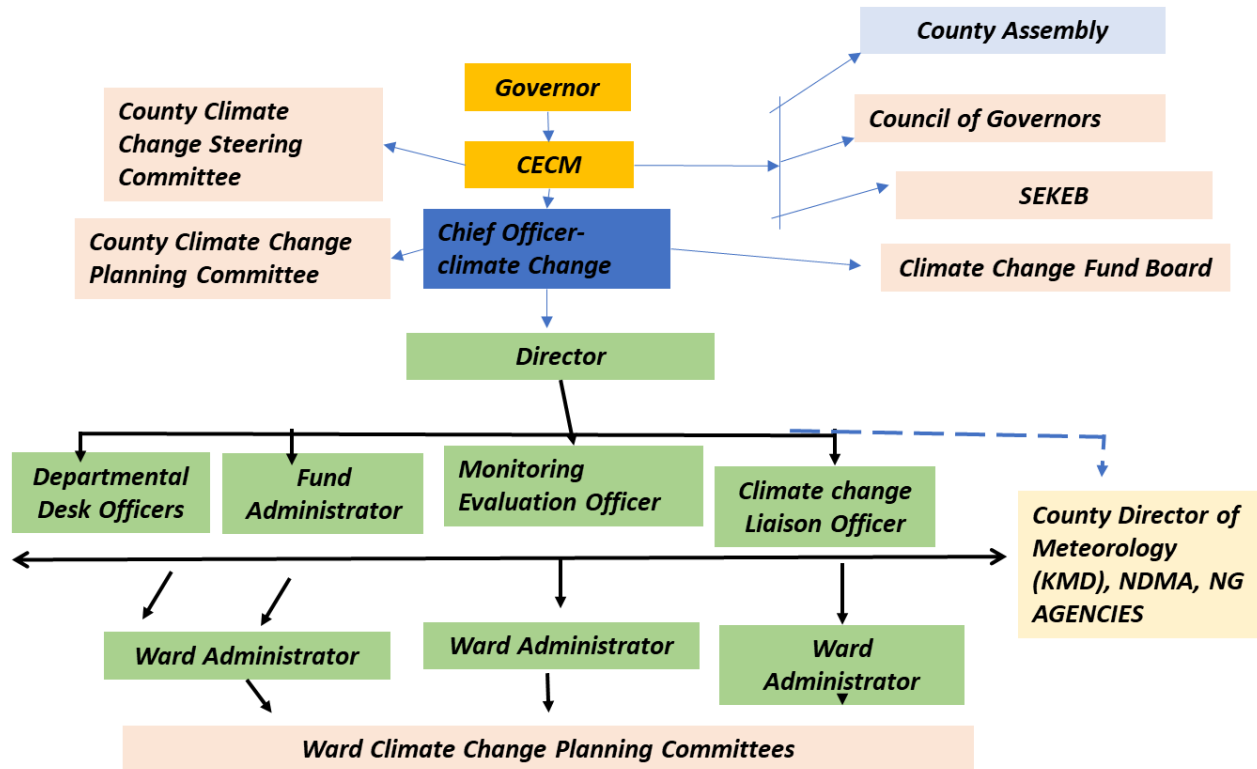 County Assembly
Governor
County Climate
Change Steering
Committee
Council of Governors
CECM
SEKEB
County Climate Change
Planning Committee
Chief Officer-
climate Change
Climate Change Fund Board
Director
Departmental
Desk Officers
Fund
Administrator
Monitoring
Evaluation Officer
Climate change
Liaison Officer
County Director of
Meteorology
(KMD), NDMA, NG
AGENCIES
Ward Administrator
Ward Administrator
Ward
Administrator
Ward Climate Change Planning Committees